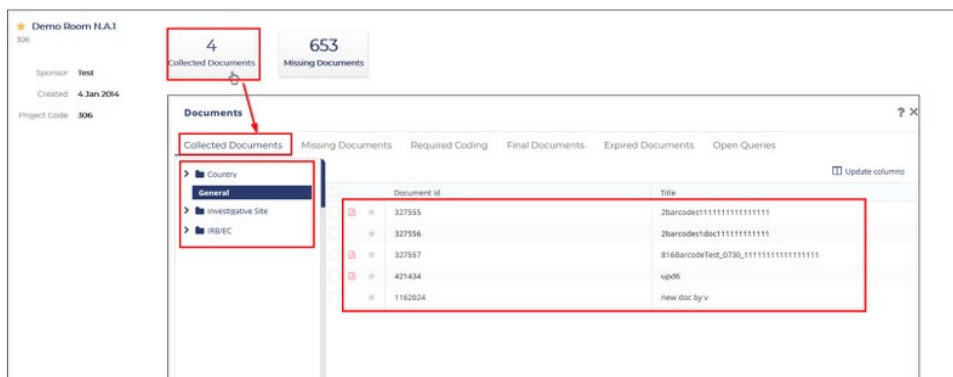 Demo Room N.A.1
306
4
Collected Documents
653
Missing Documents
Sponsor Test
Created 4 Jan 2014
Project Code 306
Documents
? ×
Collected Documents Missing Documents Required Coding Final Documents Expired Documents Open Queries
Country
General
Investigative Site
IRB/EC
Update columns
Document Id Title
327555 2barcodes1111111111111111
327556 2barcodes1doc111111111111
327557 816BarcodeTest_0730_11111111111111111
421434 upd6
1162024 new doc by v